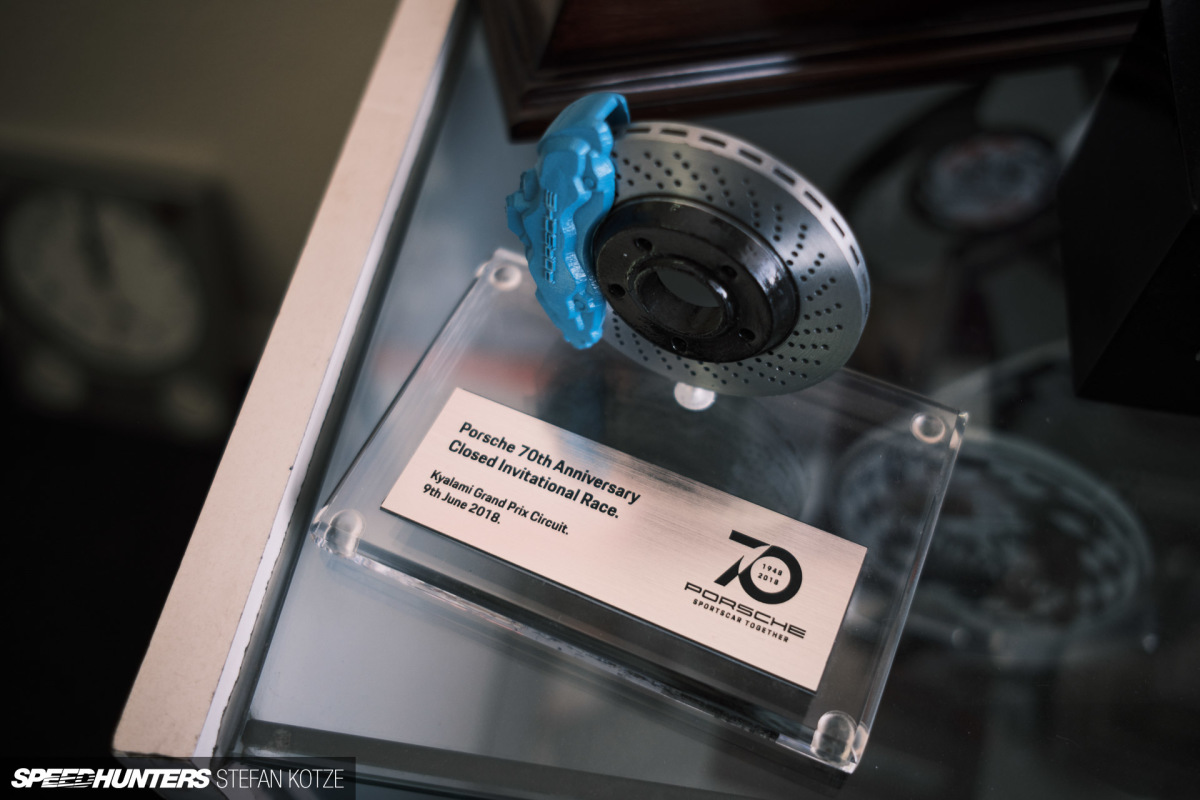 PORSCHE
Porsche 70th Anniversary
Closed Invitational Race.
Kyalami Grand Prix Circuit.
9th June 2018.
70
1948
2018
PORSCHE
SPORTSCAR TOGETHER
SPEEDHUNTERS STEFAN KOTZE